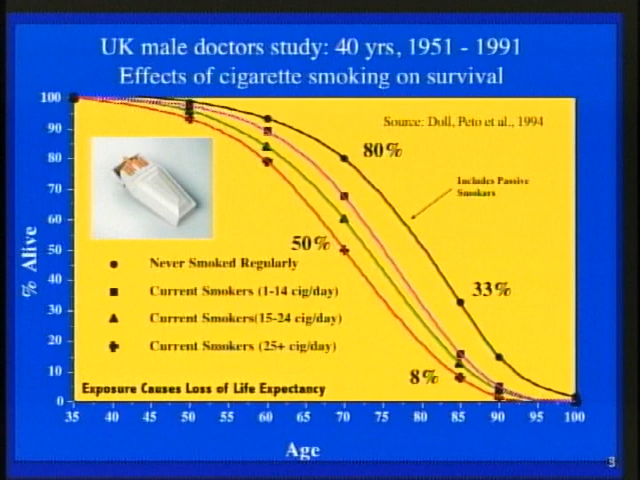 UK male doctors study: 40 yrs, 1951 - 1991
Effects of cigarette smoking on survival
Source: Doll, Peto et al., 1994
80%
Includes Passive
Smokers
50%
33%
8%
Never Smoked Regularly
Current Smokers (1-14 cig/day)
Current Smokers(15-24 cig/day)
Current Smokers (25+ cig/day)
Exposure Causes Loss of Life Expectancy
% Alive
100
90
80
70
60
50
40
30
20
10
0
35 40 45 50 55 60 65 70 75 80 85 90 95 100
Age
3